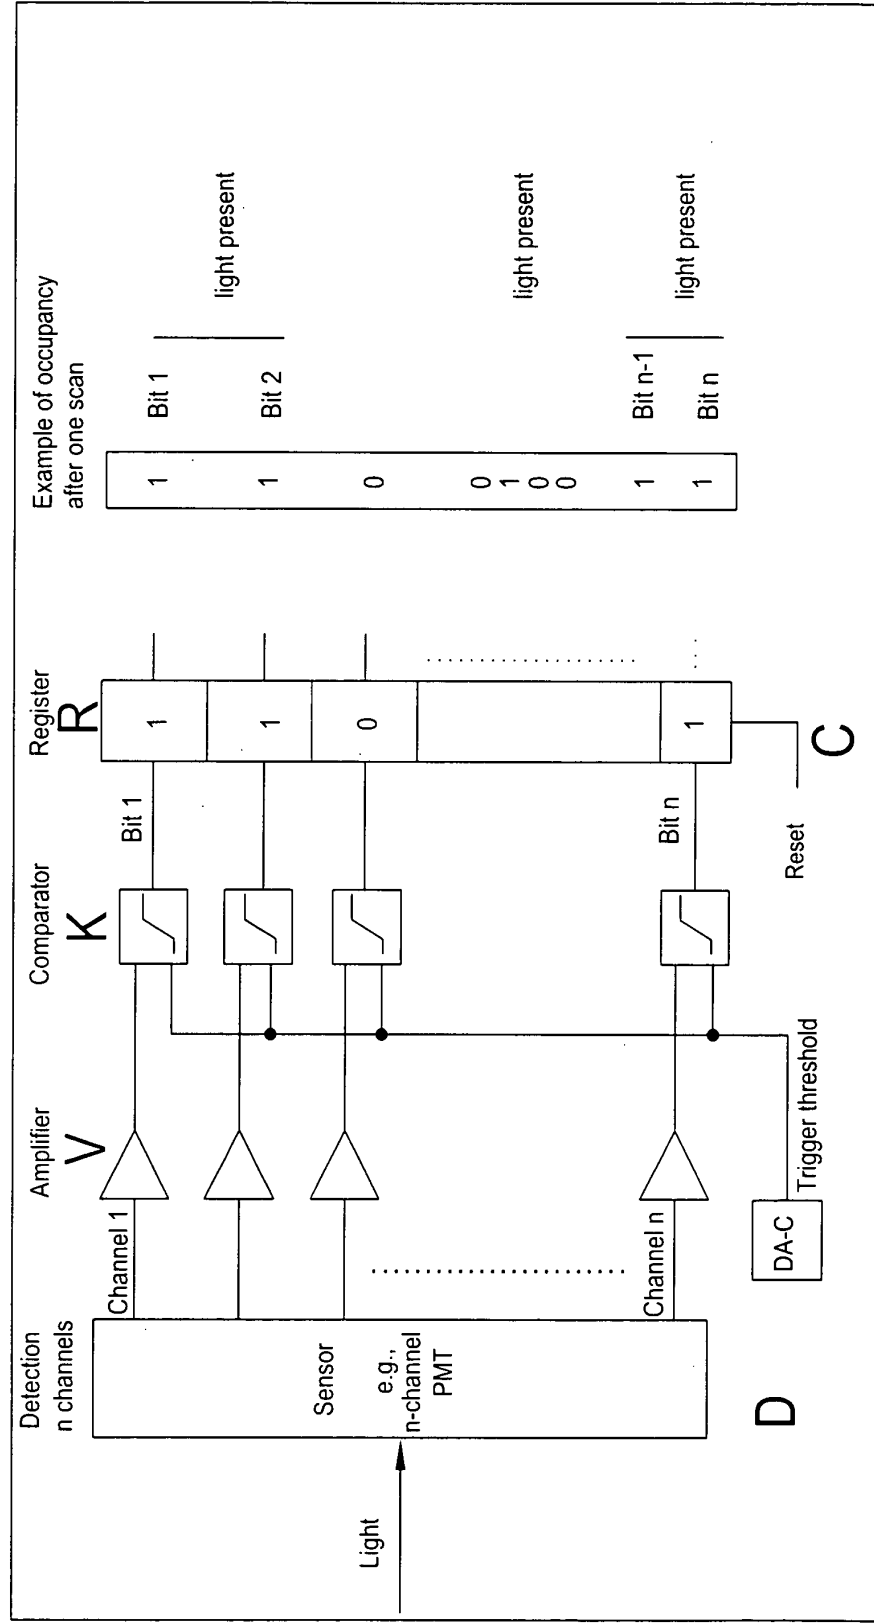 Detection
n channels
Amplifier
Comparator
Register
Example of occupancy
after one scan
V
K
R
Light
Sensor
e.g.,
n-channel
PMT
Channel 1
Channel n
Bit 1
Bit n
1
1
0
1
1
1
0
0
1
0
0
1
1
Bit 1
Bit 2
Bit n-1
Bit n
light present
light present
light present
D
DA-C
Trigger threshold
Reset
C